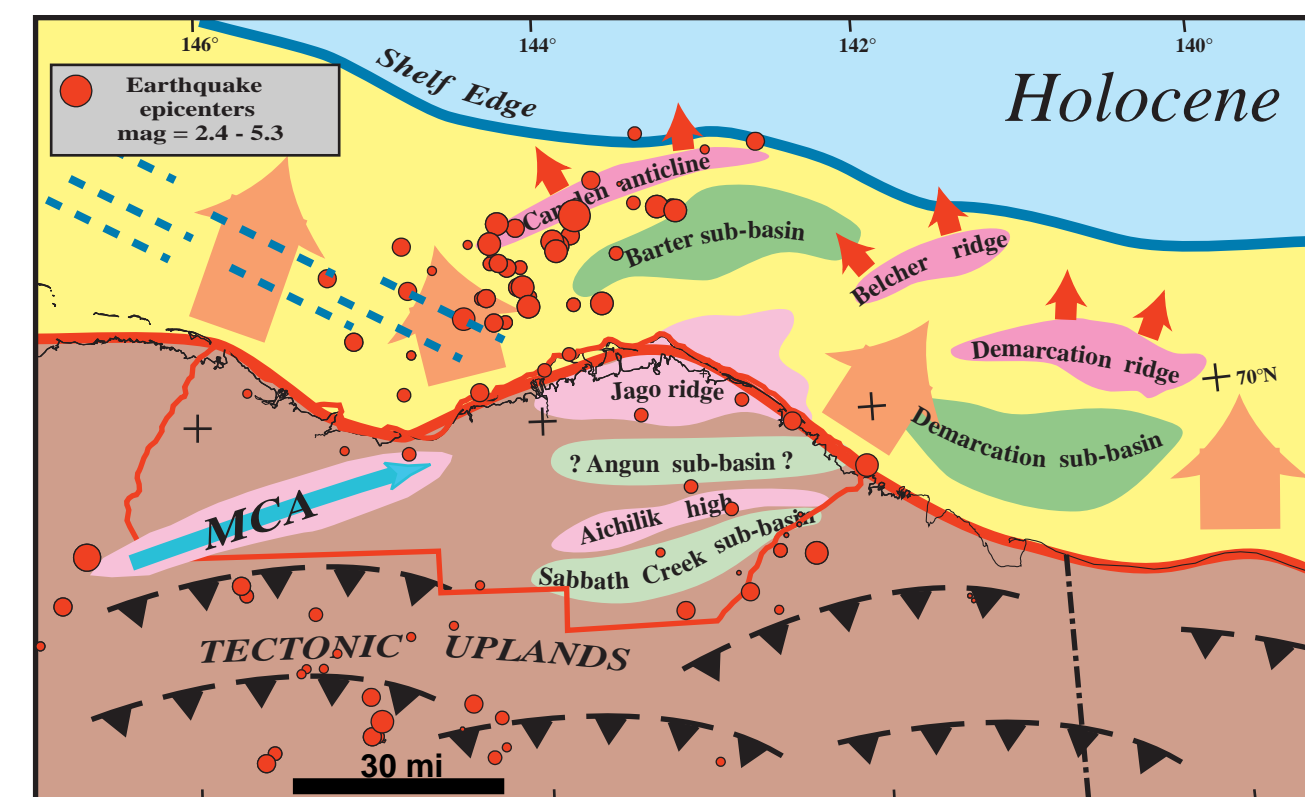 146°
144°
142°
140°
Shelf Edge
Earthquake
epicenters
mag = 2.4 - 5.3
Holocene
Camden anticline
Barter sub-basin
Belcher ridge
Demarcation ridge
70°N
Jago ridge
Demarcation sub-basin
? Angun sub-basin ?
MCA
Aichilik high
Sabbath Creek sub-basin
TECTONIC UPLANDS
30 mi